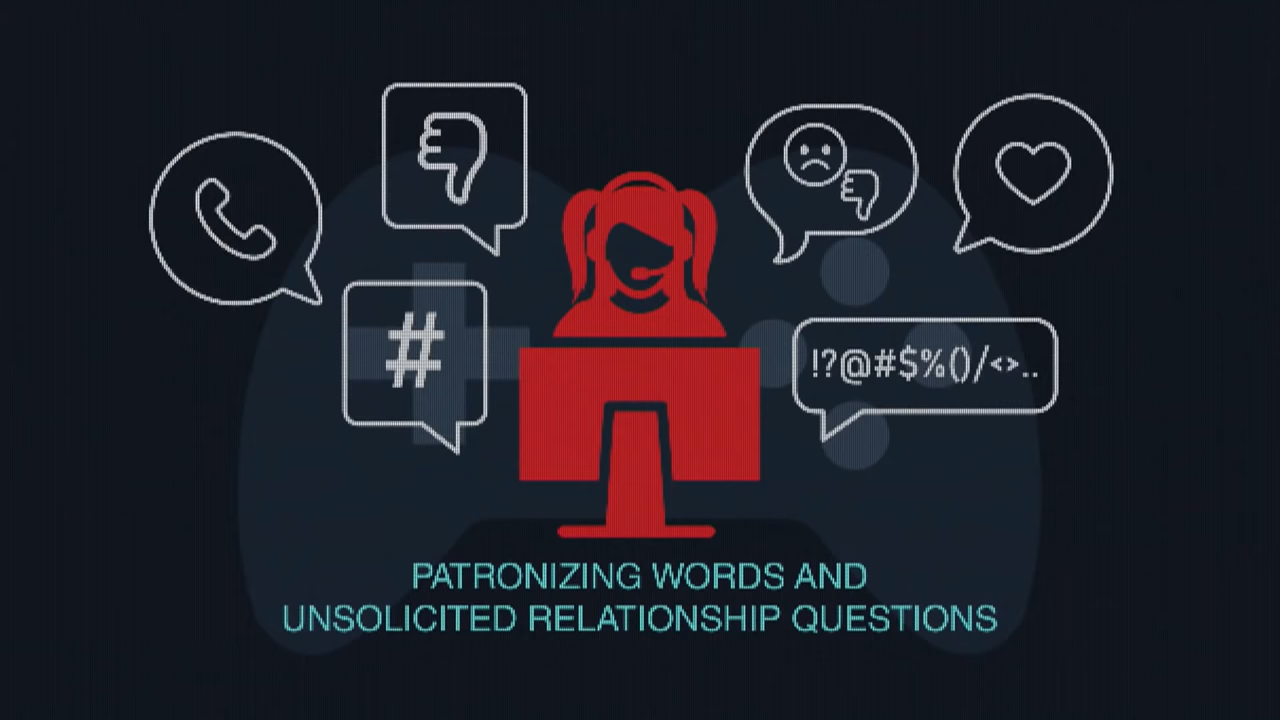 #
!?@#$%()/<>..
PATRONIZING WORDS AND
UNSOLICITED RELATIONSHIP QUESTIONS